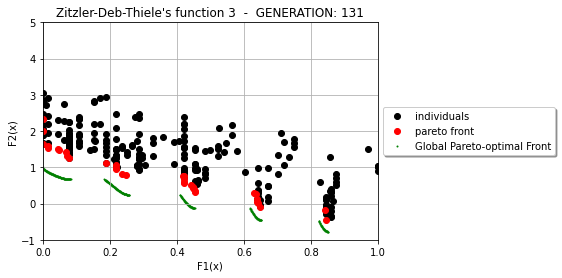 Zitzler-Deb-Thiele's function 3 - GENERATION: 131
5
4
3
2
1
0
−1
F2(x)
0.0 0.2 0.4 0.6 0.8 1.0
F1(x)
individuals
pareto front
Global Pareto-optimal Front